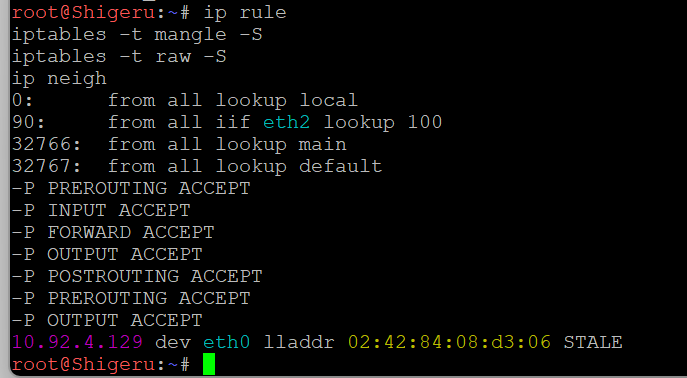 root@Shigeru:~# ip rule
iptables -t mangle -S
iptables -t raw -S
ip neigh
0:      from all lookup local
90:     from all iif eth2 lookup 100
32766:  from all lookup main
32767:  from all lookup default
-P PREROUTING ACCEPT
-P INPUT ACCEPT
-P FORWARD ACCEPT
-P OUTPUT ACCEPT
-P POSTROUTING ACCEPT
-P PREROUTING ACCEPT
-P OUTPUT ACCEPT
10.92.4.129 dev eth0 lladdr 02:42:84:08:d3:06 STALE
root@Shigeru:~#